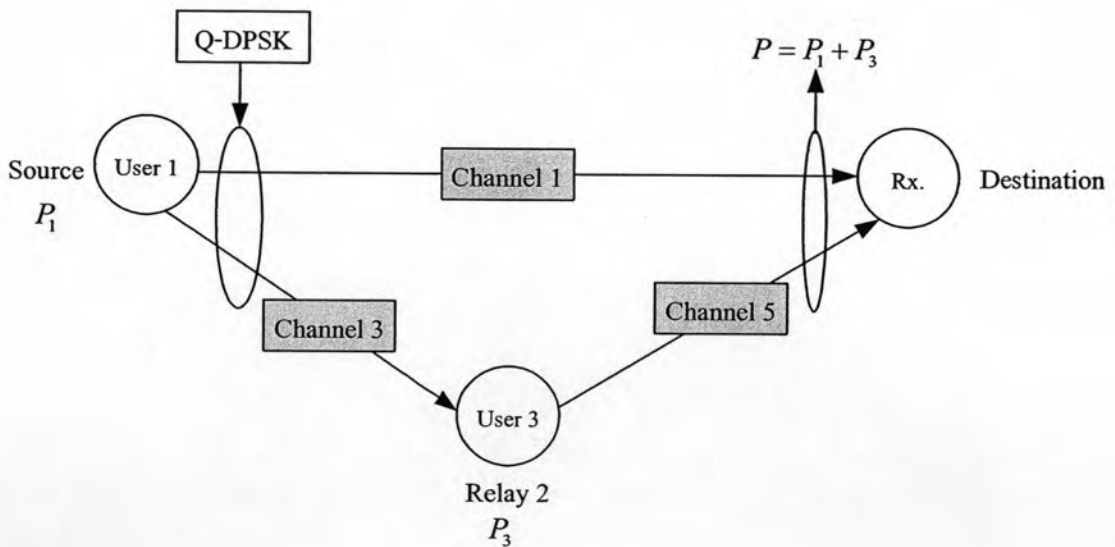 Q-DPSK
P = P₁ + P₃
Source
User 1
Channel 1
Rx.
Destination
P₁
Channel 3
Channel 5
User 3
Relay 2
P₃